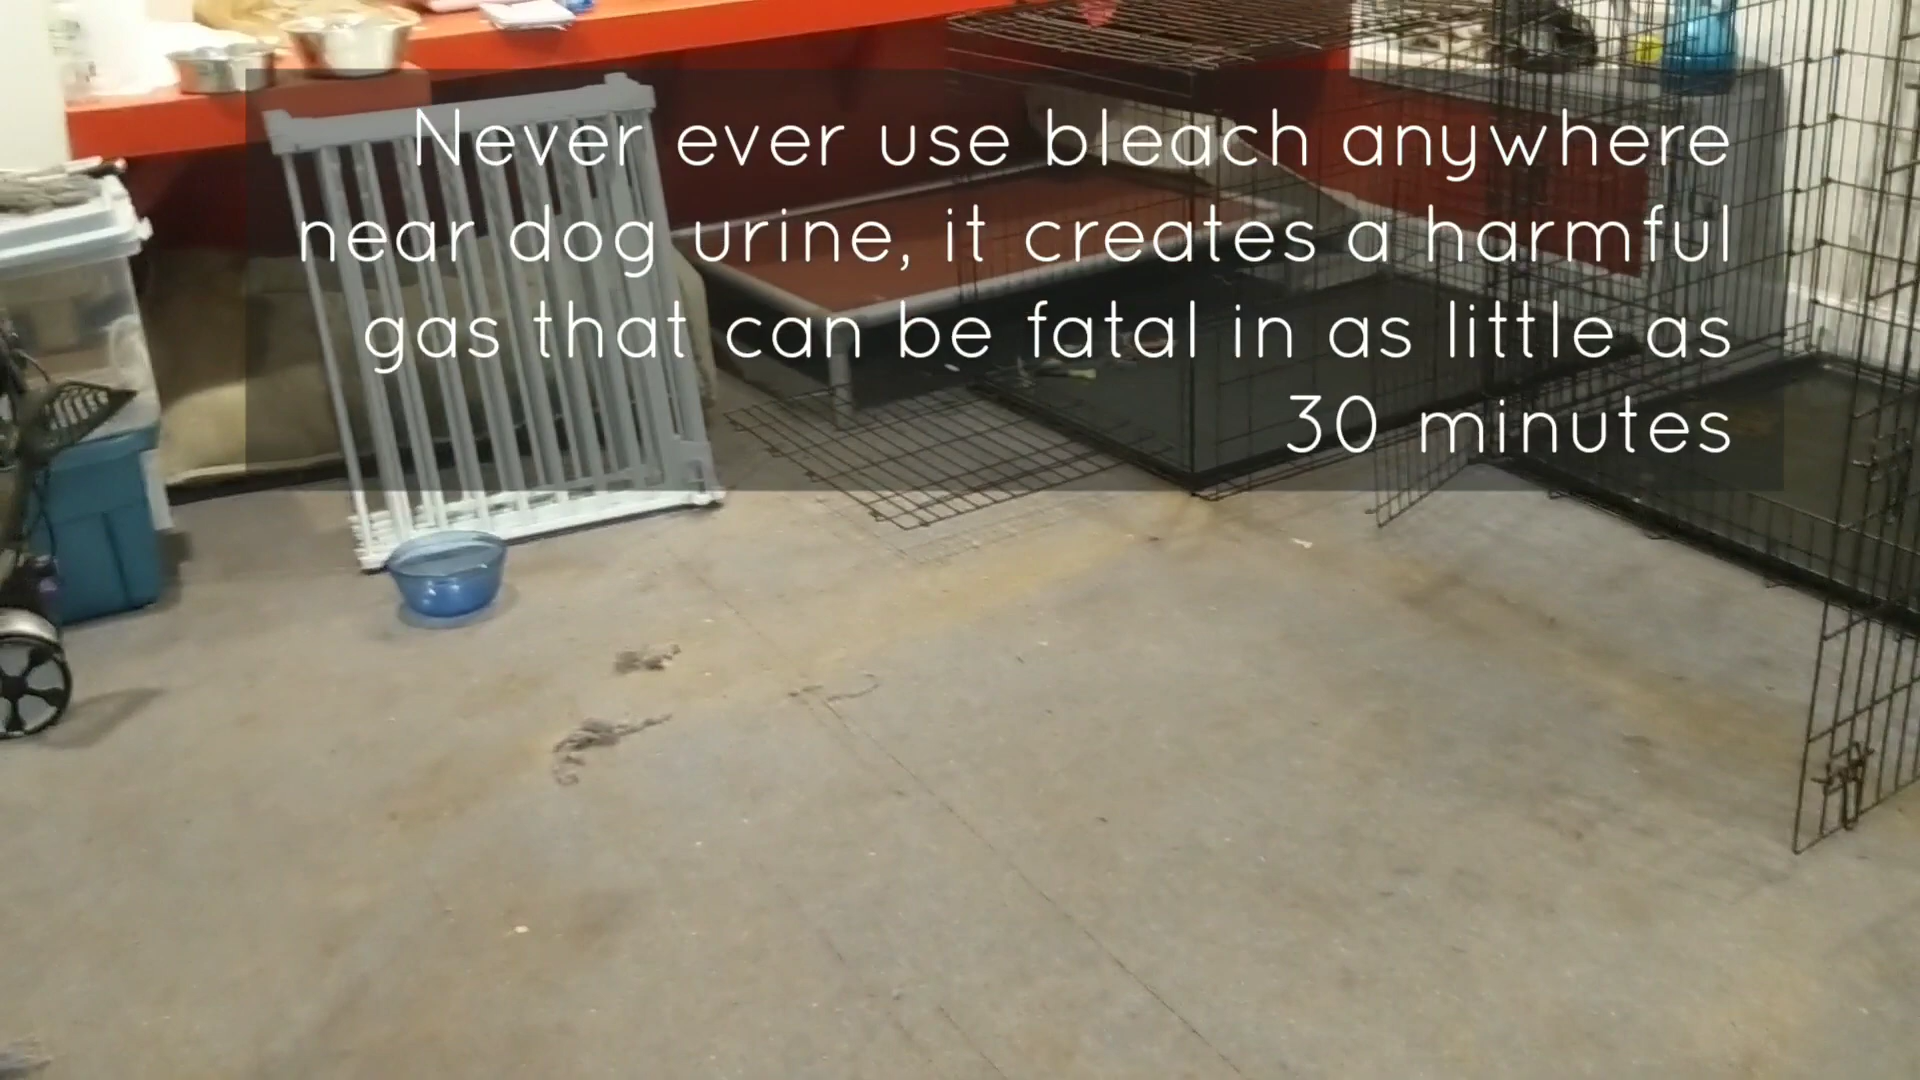 Never ever use bleach anywhere
near dog urine, it creates a harmful
gas that can be fatal in as little as
30 minutes